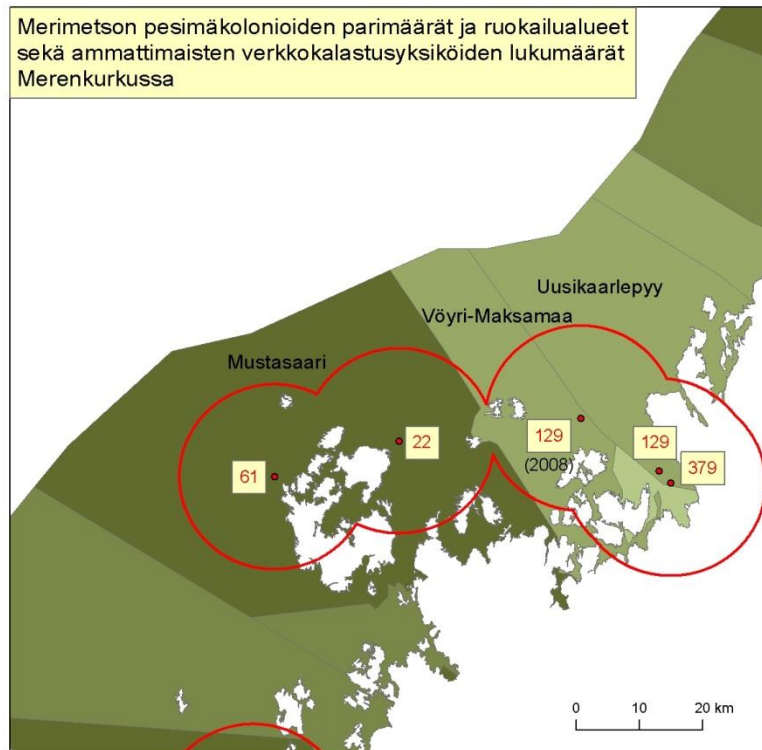 Merimetson pesimäkolonioiden parimäärät ja ruokailualueet
sekä ammattimaisten verkkokalastusyksiköiden lukumäärät
Merenkurkussa
Uusikaarlepyy
Vöyri-Maksamaa
Mustasaari
129
(2008)
22
129
379
61
0 10 20 km